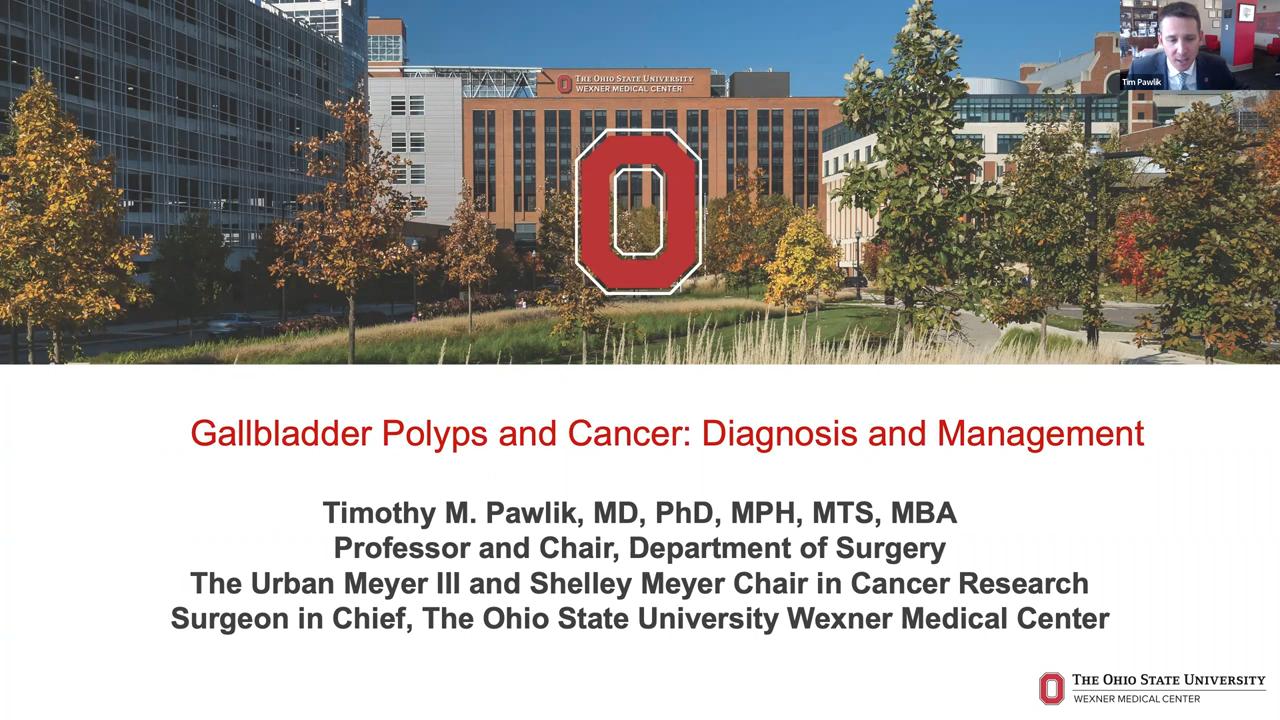 THE OHIO STATE UNIVERSITY
WEXNER MEDICAL CENTER
Tim Pawlik
Gallbladder Polyps and Cancer: Diagnosis and Management
Timothy M. Pawlik, MD, PhD, MPH, MTS, MBA
Professor and Chair, Department of Surgery
The Urban Meyer III and Shelley Meyer Chair in Cancer Research
Surgeon in Chief, The Ohio State University Wexner Medical Center
THE OHIO STATE UNIVERSITY
WEXNER MEDICAL CENTER